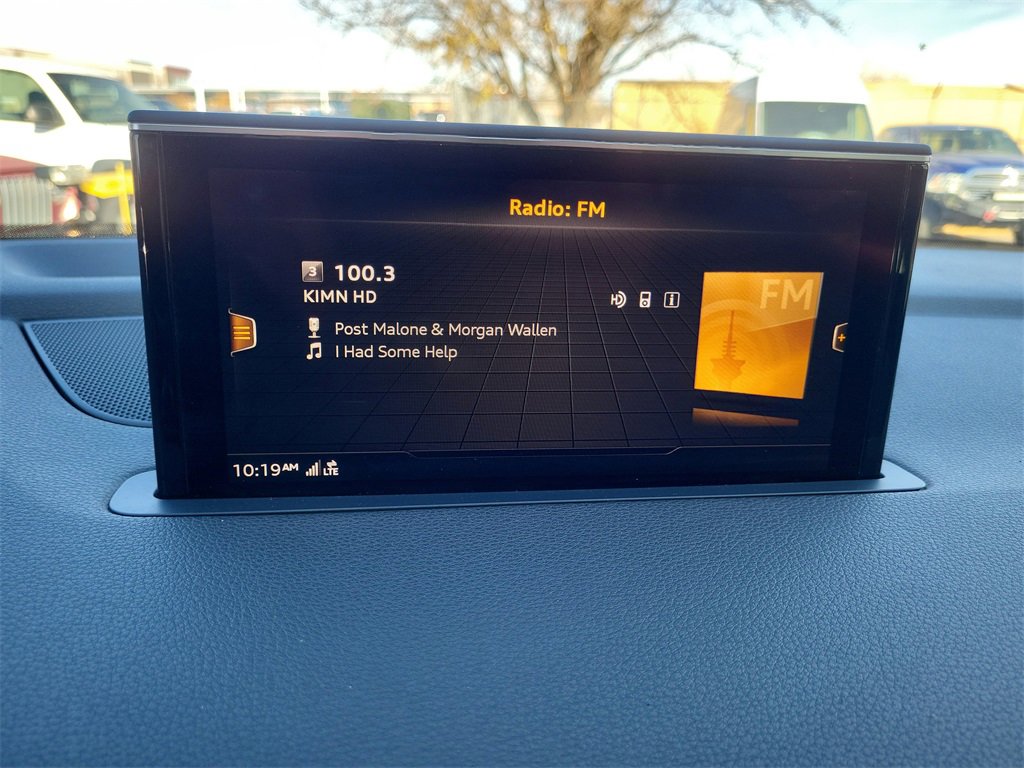 Radio: FM
3 100.3
KIMN HD
FM
Post Malone & Morgan Wallen
I Had Some Help
10:19AM LTE